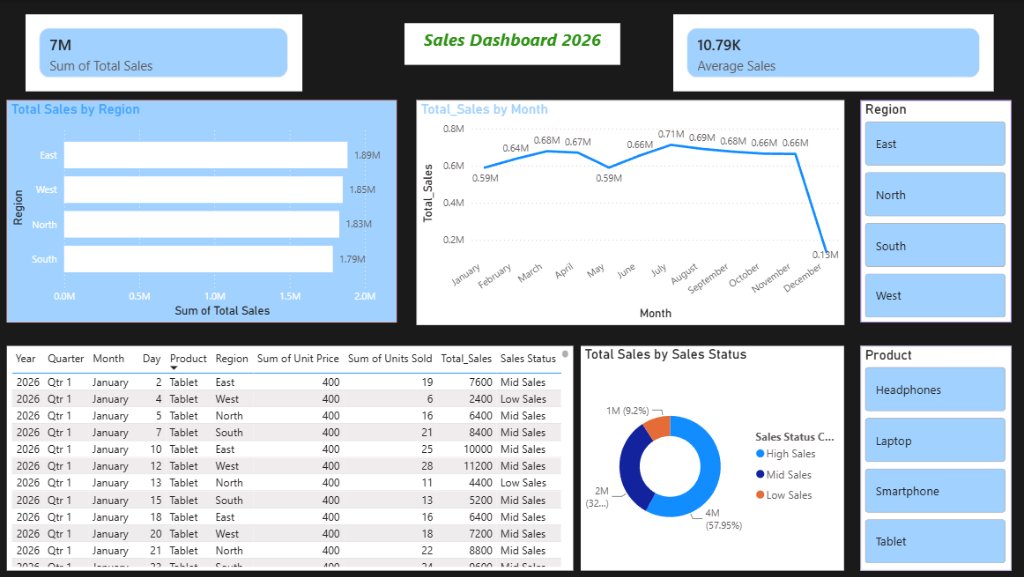 7M
Sum of Total Sales
Sales Dashboard 2026
10.79K
Average Sales
Total Sales by Region
Region
East
1.89M
West
1.85M
North
1.83M
South
1.79M
0.0M
0.5M
1.0M
1.5M
2.0M
Sum of Total Sales
Total_Sales by Month
Total_Sales
0.8M
0.6M
0.4M
0.2M
0.59M
0.64M
0.68M
0.67M
0.59M
0.66M
0.71M
0.69M
0.68M
0.66M
0.66M
0.13M
January
February
March
April
May
June
July
August
September
October
November
December
Month
Region
East
North
South
West
Year Quarter Month Day Product Region Sum of Unit Price Sum of Units Sold Total_Sales Sales Status
2026 Qtr 1 January 2 Tablet East 400 19 7600 Mid Sales
2026 Qtr 1 January 4 Tablet West 400 6 2400 Low Sales
2026 Qtr 1 January 5 Tablet North 400 16 6400 Mid Sales
2026 Qtr 1 January 7 Tablet South 400 21 8400 Mid Sales
2026 Qtr 1 January 10 Tablet East 400 25 10000 Mid Sales
2026 Qtr 1 January 12 Tablet West 400 28 11200 Mid Sales
2026 Qtr 1 January 13 Tablet North 400 11 4400 Low Sales
2026 Qtr 1 January 15 Tablet South 400 13 5200 Mid Sales
2026 Qtr 1 January 18 Tablet East 400 16 6400 Mid Sales
2026 Qtr 1 January 20 Tablet West 400 18 7200 Mid Sales
2026 Qtr 1 January 21 Tablet North 400 22 8800 Mid Sales
Total Sales by Sales Status
1M (9.2%)
2M
(32...)
4M
(57.95%)
Sales Status C...
High Sales
Mid Sales
Low Sales
Product
Headphones
Laptop
Smartphone
Tablet